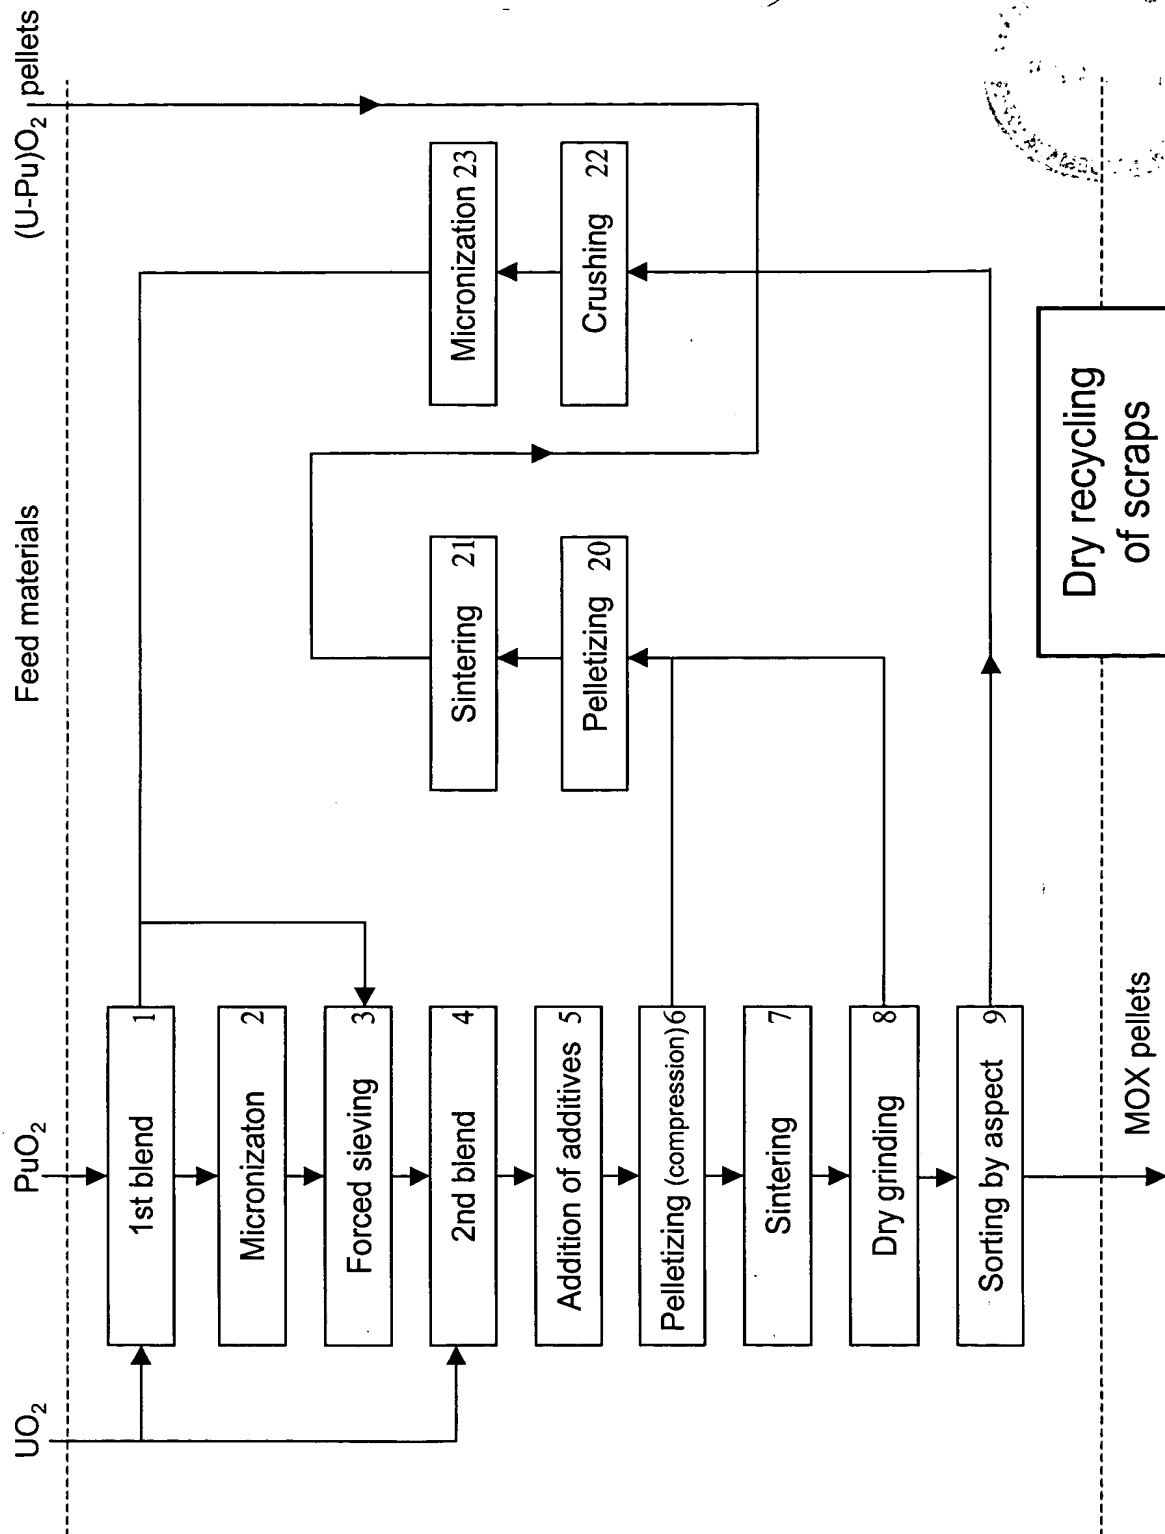 Feed materials
UO2
PuO2
(U-Pu)O2 pellets
1st blend 1
Micronizaton 2
Forced sieving 3
2nd blend 4
Addition of additives 5
Pelletizing (compression) 6
Sintering 7
Dry grinding 8
Sorting by aspect 9
Sintering 21
Pelletizing 20
Micronization 23
Crushing 22
MOX pellets
Dry recycling
of scraps